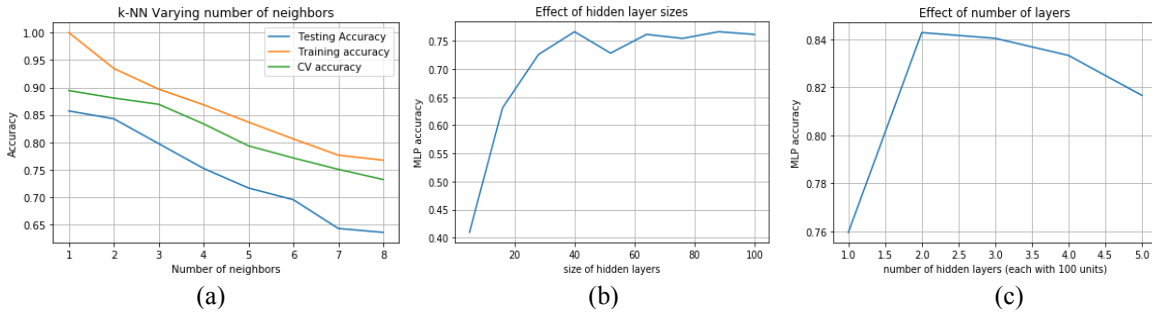 k-NN Varying number of neighbors
Testing Accuracy
Training accuracy
CV accuracy
1.00
0.95
0.90
0.85
0.80
0.75
0.70
0.65
Accuracy
1 2 3 4 5 6 7 8
Number of neighbors
(a)
Effect of hidden layer sizes
0.75
0.70
0.65
0.60
0.55
0.50
0.45
0.40
MLP accuracy
20 40 60 80 100
size of hidden layers
(b)
Effect of number of layers
0.84
0.82
0.80
0.78
0.76
MLP accuracy
1.0 1.5 2.0 2.5 3.0 3.5 4.0 4.5 5.0
number of hidden layers (each with 100 units)
(c)